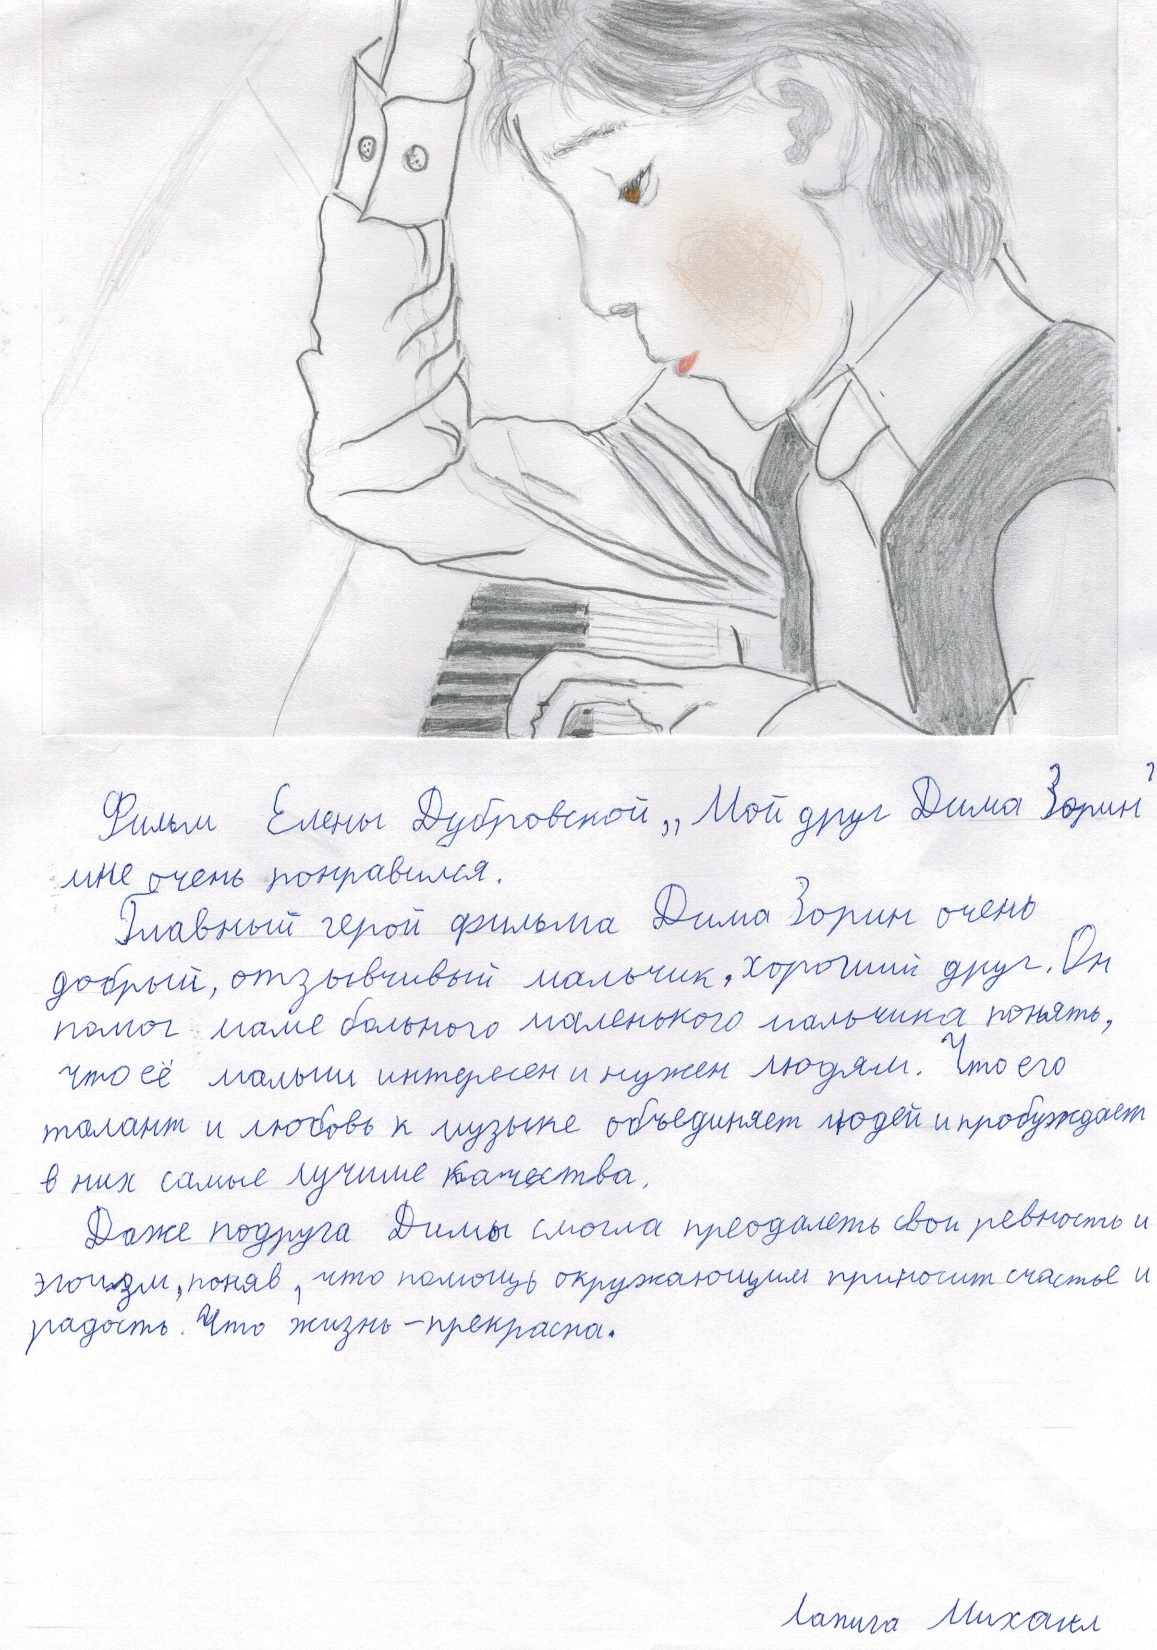 Фильм Елены Дубровской „Мой друг Дима Зорин"
мне очень понравился.
Главный герой фильма Дима Зорин очень
добрый, отзывчивый мальчик, хороший друг. Он
помог маме больного маленького мальчика понять,
что её малыш интересен и нужен людям. Что его
талант и любовь к музыке объединяет людей и пробуждает
в них самые лучшие качества.
Даже подруга Димы смогла преодалеть свои ревность и
эгоизм, поняв, что помощь окружающим приносит счастье и
радость. Что жизнь – прекрасна.
Лапига Михаил